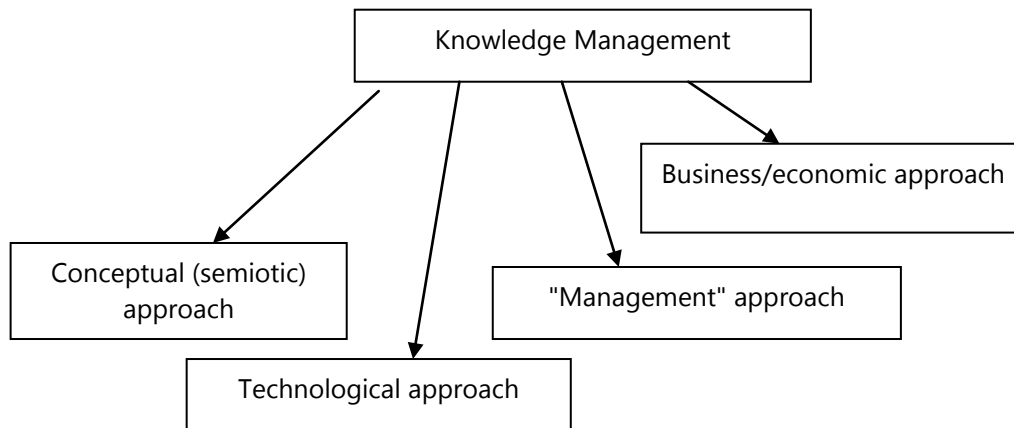 Knowledge Management
Business/economic approach
Conceptual (semiotic)
approach
"Management" approach
Technological approach